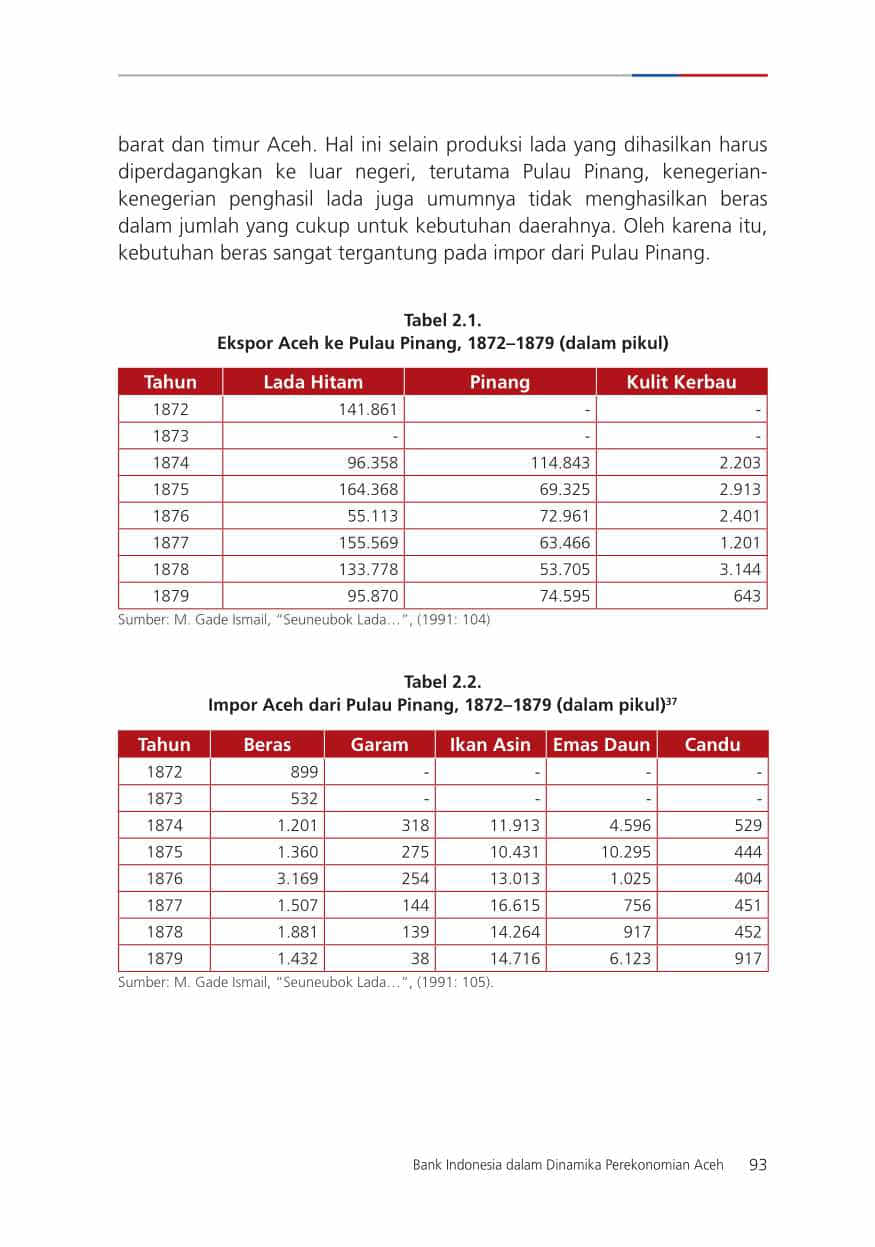 barat dan timur Aceh. Hal ini selain produksi lada yang dihasilkan harus
diperdagangkan ke luar negeri, terutama Pulau Pinang, kenegerian-
kenegerian penghasil lada juga umumnya tidak menghasilkan beras
dalam jumlah yang cukup untuk kebutuhan daerahnya. Oleh karena itu,
kebutuhan beras sangat tergantung pada impor dari Pulau Pinang.
Tabel 2.1.
Ekspor Aceh ke Pulau Pinang, 1872–1879 (dalam pikul)
Tahun Lada Hitam Pinang Kulit Kerbau
1872 141.861 - -
1873 - - -
1874 96.358 114.843 2.203
1875 164.368 69.325 2.913
1876 55.113 72.961 2.401
1877 155.569 63.466 1.201
1878 133.778 53.705 3.144
1879 95.870 74.595 643
Sumber: M. Gade Ismail, “Seuneubok Lada…”, (1991: 104)
Tabel 2.2.
Impor Aceh dari Pulau Pinang, 1872–1879 (dalam pikul)³⁷
Tahun Beras Garam Ikan Asin Emas Daun Candu
1872 899 - - - -
1873 532 - - - -
1874 1.201 318 11.913 4.596 529
1875 1.360 275 10.431 10.295 444
1876 3.169 254 13.013 1.025 404
1877 1.507 144 16.615 756 451
1878 1.881 139 14.264 917 452
1879 1.432 38 14.716 6.123 917
Sumber: M. Gade Ismail, “Seuneubok Lada…”, (1991: 105).
Bank Indonesia dalam Dinamika Perekonomian Aceh 93